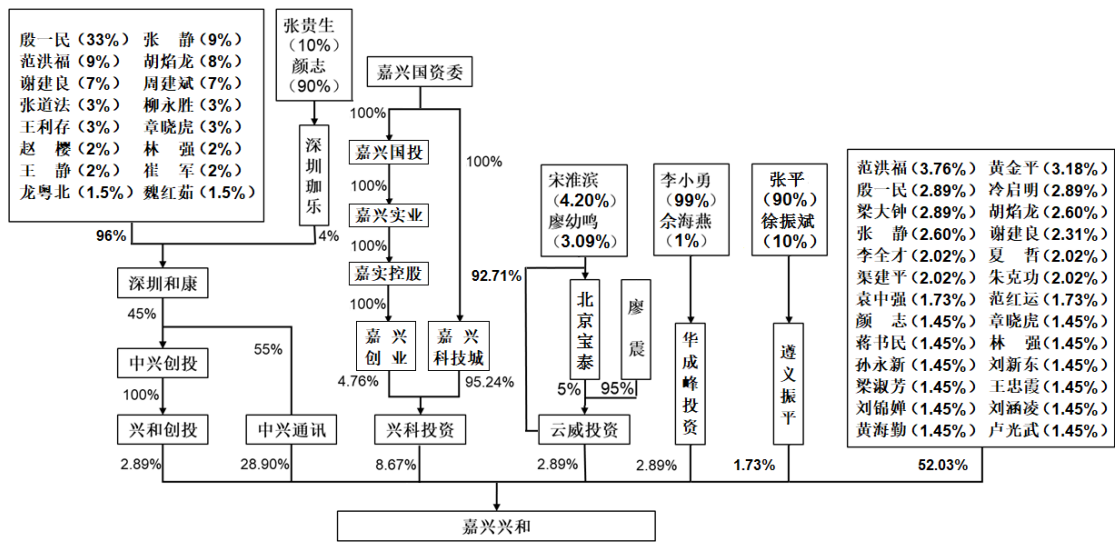 殷一民（33%） 张 静（9%）
范洪福（9%） 胡焰龙（8%）
谢建良（7%） 周建斌（7%）
张道法（3%） 柳永胜（3%）
王利存（3%） 章晓虎（3%）
赵 樱（2%） 林 强（2%）
王 静（2%） 崔 军（2%）
龙粤北（1.5%） 魏红茹（1.5%）
张贵生
（10%）
颜志
（90%）
嘉兴国资委
100%
嘉兴国投
100%
嘉兴实业
100%
嘉实控股
100%
嘉兴创业
100%
嘉兴科技城
4.76%
95.24%
兴科投资
深圳珈乐
96%
4%
深圳和康
45%
55%
中兴创投
100%
兴和创投
中兴通讯
宋淮滨
（4.20%）
廖幼鸣
（3.09%）
92.71%
北京宝泰
廖震
5%
95%
云威投资
李小勇
（99%）
佘海燕
（1%）
华成峰投资
张平
（90%）
徐振斌
（10%）
遵义振平
范洪福（3.76%） 黄金平（3.18%）
殷一民（2.89%） 冷启明（2.89%）
梁大钟（2.89%） 胡焰龙（2.60%）
张 静（2.60%） 谢建良（2.31%）
李全才（2.02%） 夏 哲（2.02%）
渠建平（2.02%） 朱克功（2.02%）
袁中强（1.73%） 范红运（1.73%）
颜 志（1.45%） 章晓虎（1.45%）
蒋书民（1.45%） 林 强（1.45%）
孙永新（1.45%） 刘新东（1.45%）
梁淑芳（1.45%） 王忠霞（1.45%）
刘锦婵（1.45%） 刘涵凌（1.45%）
黄海勤（1.45%） 卢光武（1.45%）
2.89%
28.90%
8.67%
2.89%
2.89%
1.73%
52.03%
嘉兴兴和